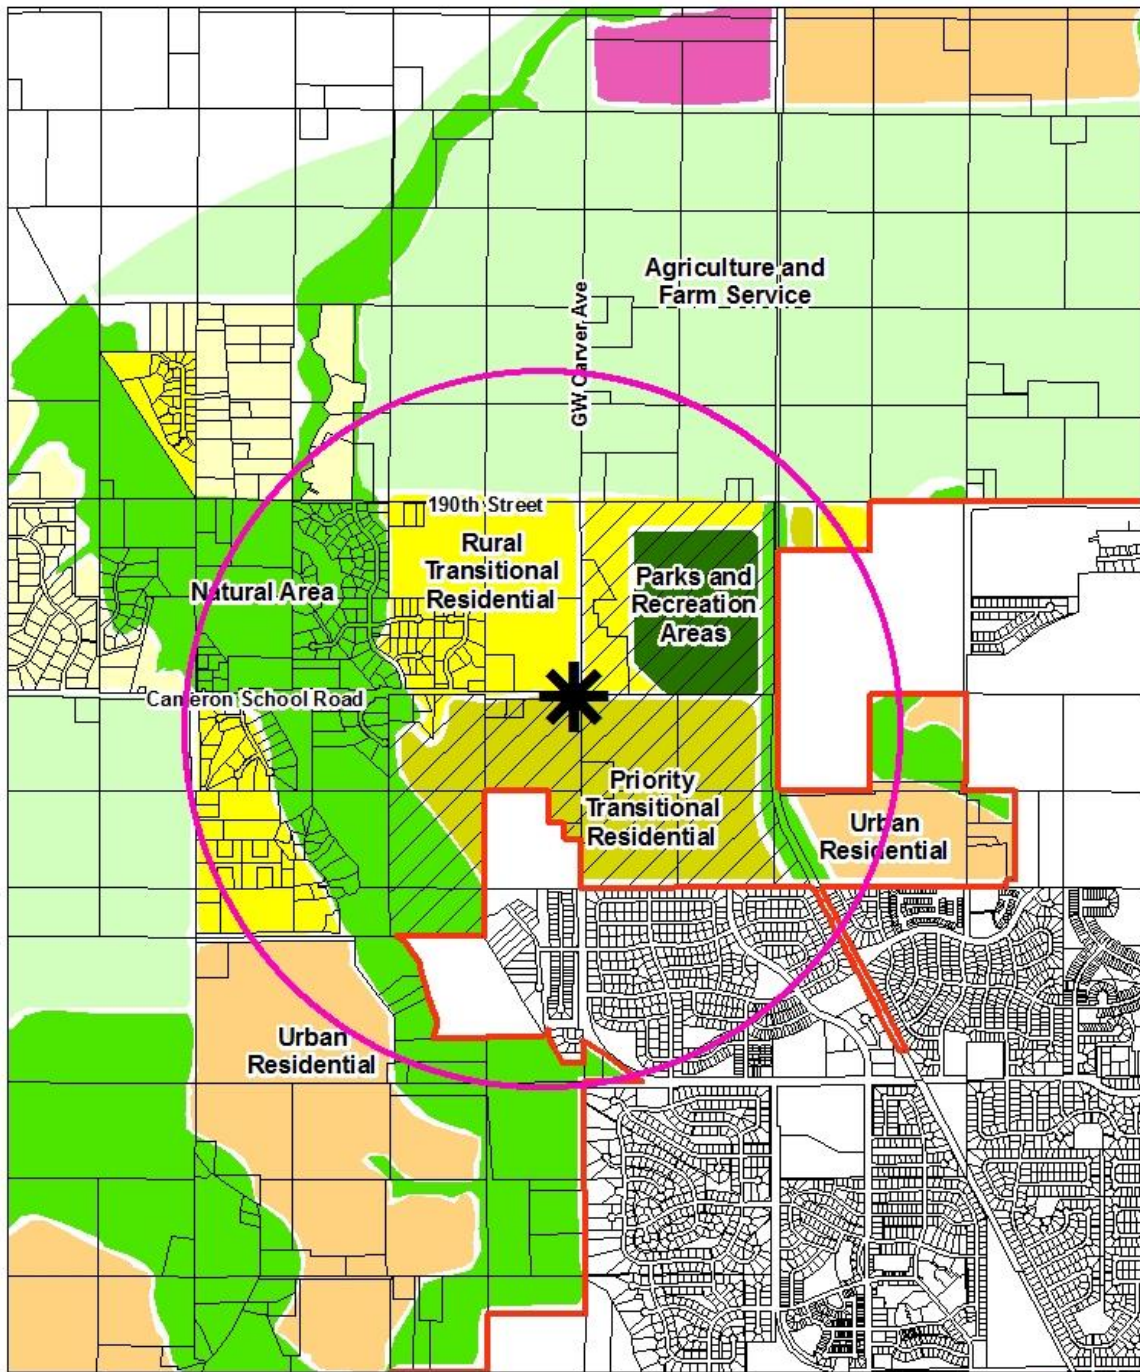 Agriculture and
Farm Service
GW Carver Ave
190th Street
Rural
Transitional
Residential
Parks and
Recreation
Areas
Natural Area
Cameron School Road
Priority
Transitional
Residential
Urban
Residential
Urban
Residential